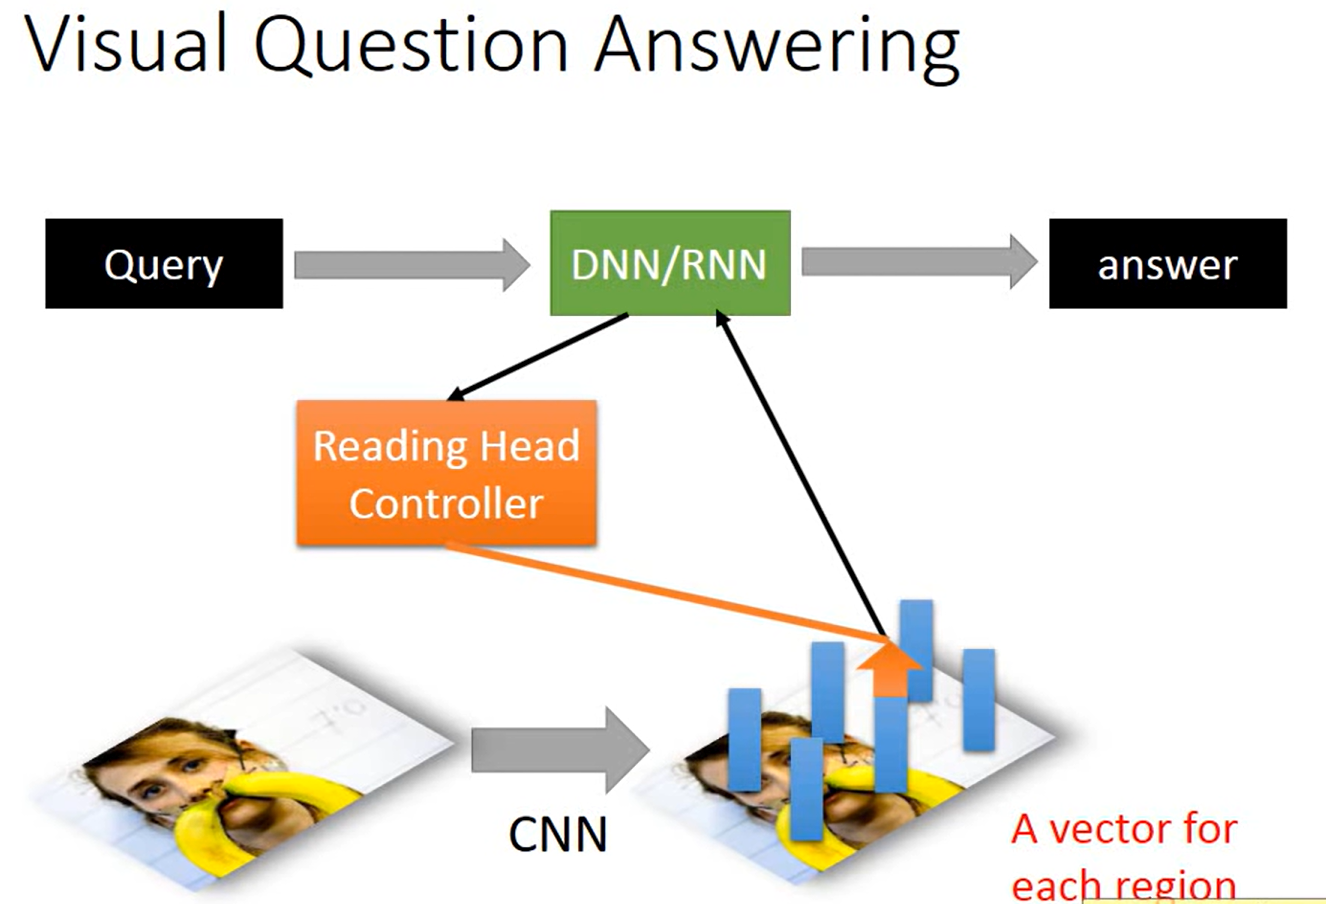 Visual Question Answering
Query
DNN/RNN
answer
Reading Head
Controller
CNN
A vector for
each region